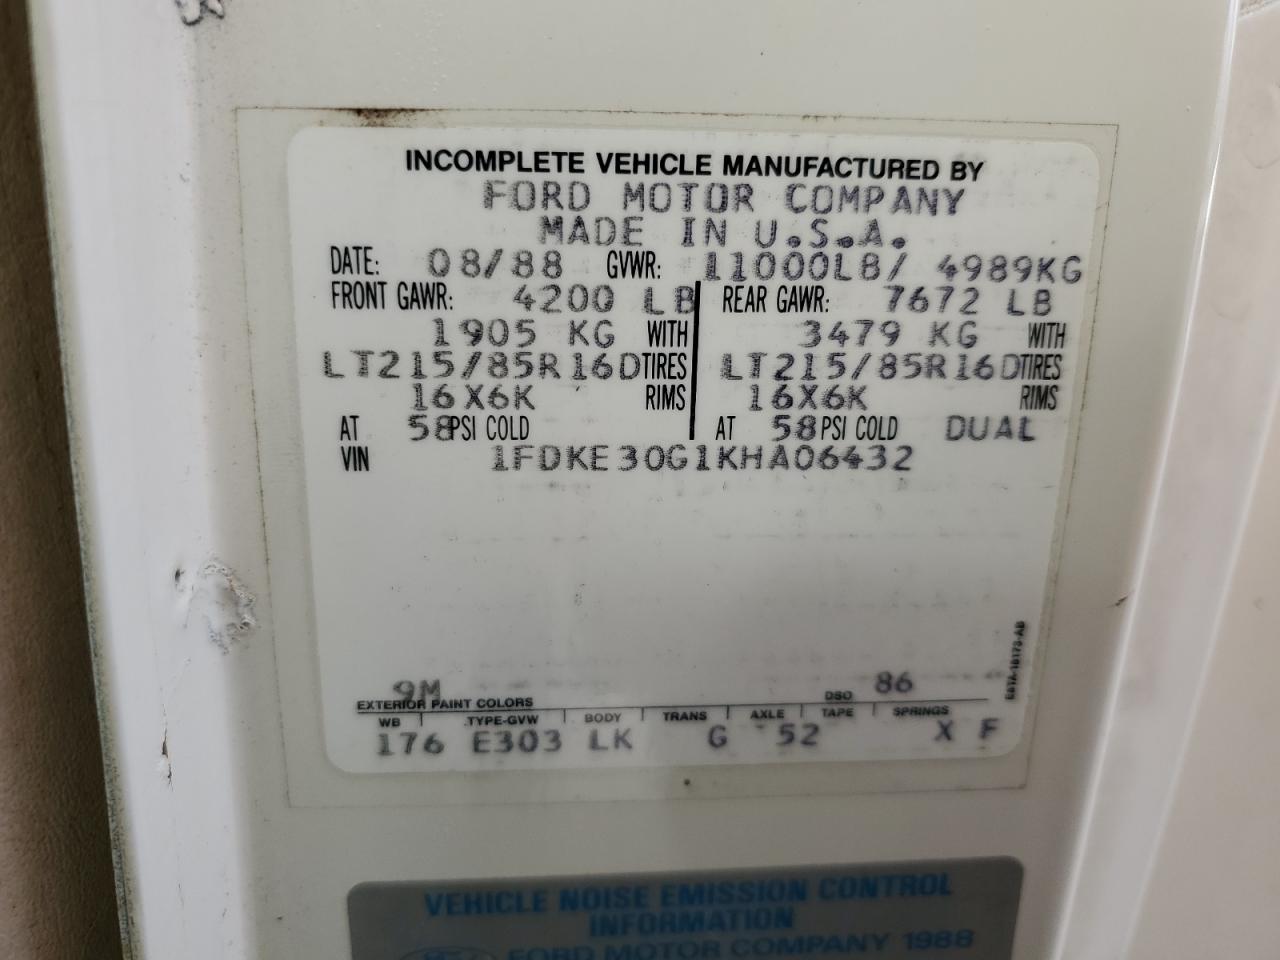 INCOMPLETE VEHICLE MANUFACTURED BY
FORD MOTOR COMPANY
MADE IN U.S.A.
DATE: 08/88 GVWR: 11000LB/ 4989KG
FRONT GAWR: 4200 LB REAR GAWR: 7672 LB
1905 KG WITH 3479 KG WITH
LT215/85R16D TIRES LT215/85R16D TIRES
16X6K RIMS 16X6K RIMS
AT 58 PSI COLD AT 58 PSI COLD DUAL
VIN 1FDKE30G1KHA06432
9M DSO 86
EXTERIOR PAINT COLORS
WB TYPE-GVW BODY TRANS AXLE TAPE SPRINGS
176 E303 LK G 52 X F
VEHICLE NOISE EMISSION CONTROL
INFORMATION
FORD MOTOR COMPANY 1988